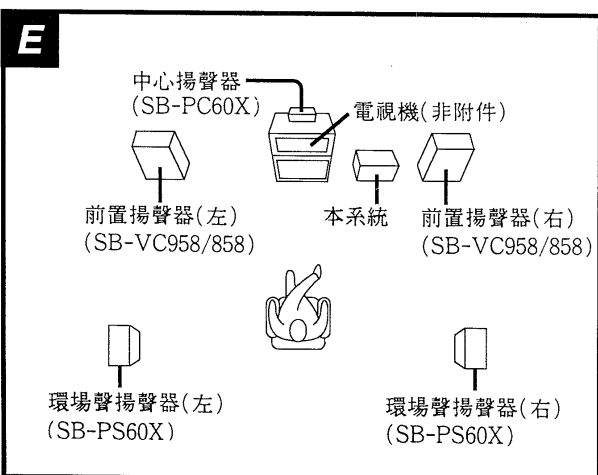 E
中心揚聲器
(SB-PC60X)
電視機(非附件)
前置揚聲器(左)
(SB-VC958/858)
本系統
前置揚聲器(右)
(SB-VC958/858)
環場聲揚聲器(左)
(SB-PS60X)
環場聲揚聲器(右)
(SB-PS60X)